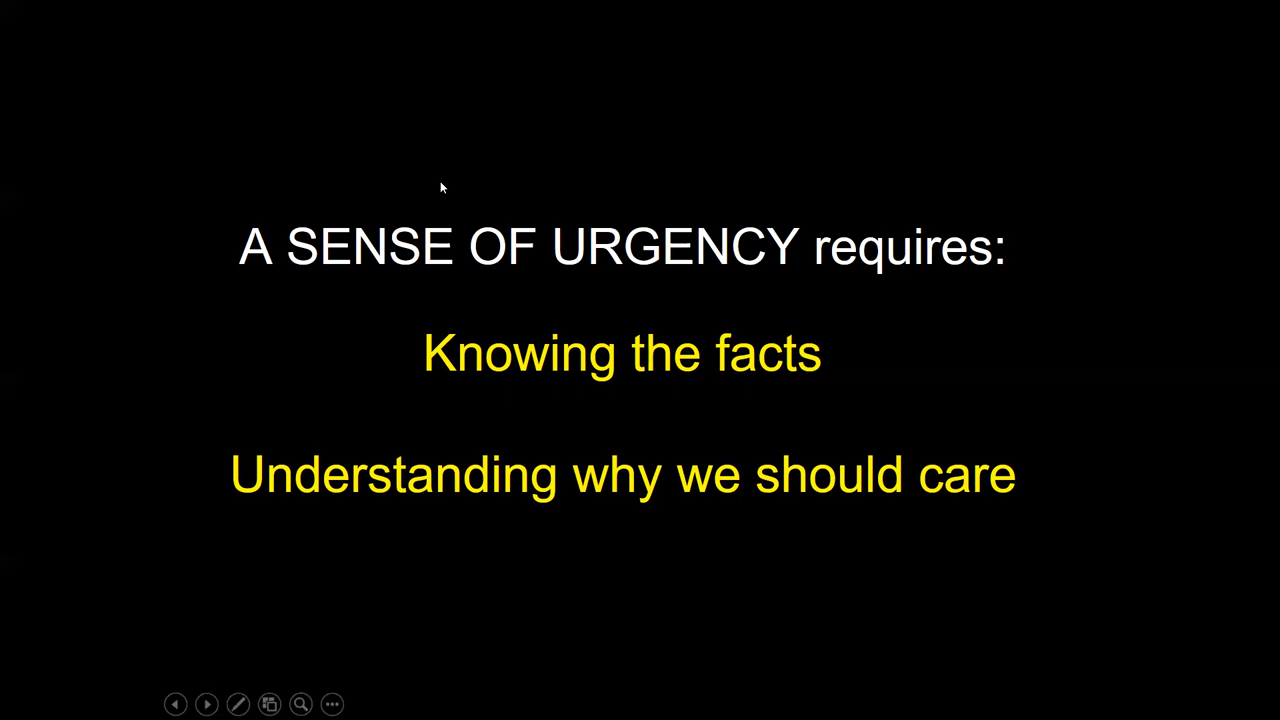 A SENSE OF URGENCY requires:
Knowing the facts
Understanding why we should care